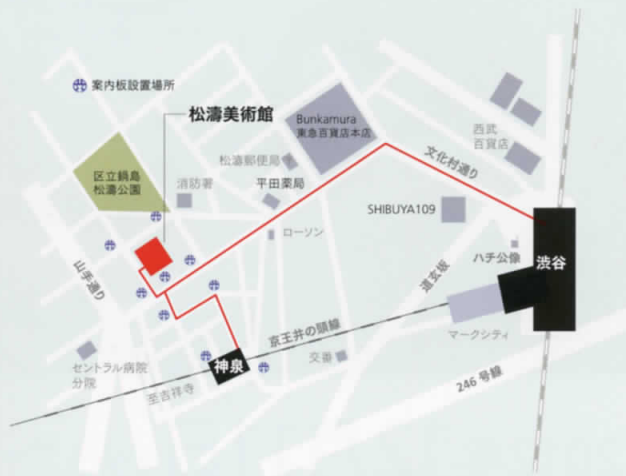 案内板設置場所
松濤美術館
Bunkamura
東急百貨店本店
西武
百貨店
文化村通り
松濤郵便局
区立鍋島
松濤公園
消防署
平田薬局
SHIBUYA109
ローソン
ハチ公像
渋谷
山手通り
道玄坂
京王井の頭線
マークシティ
交番
セントラル病院
分院
神泉
至吉祥寺
246号線